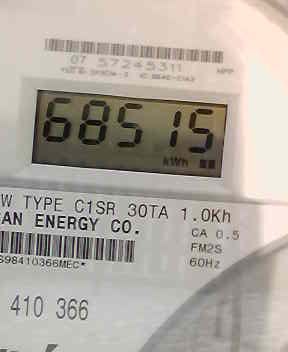 07 57245311
68515
kWh
W TYPE C1SR 30TA 1.0Kh
AN ENERGY CO.
CA 0.5
FM2S
60Hz
S98410366MEC*
410 366